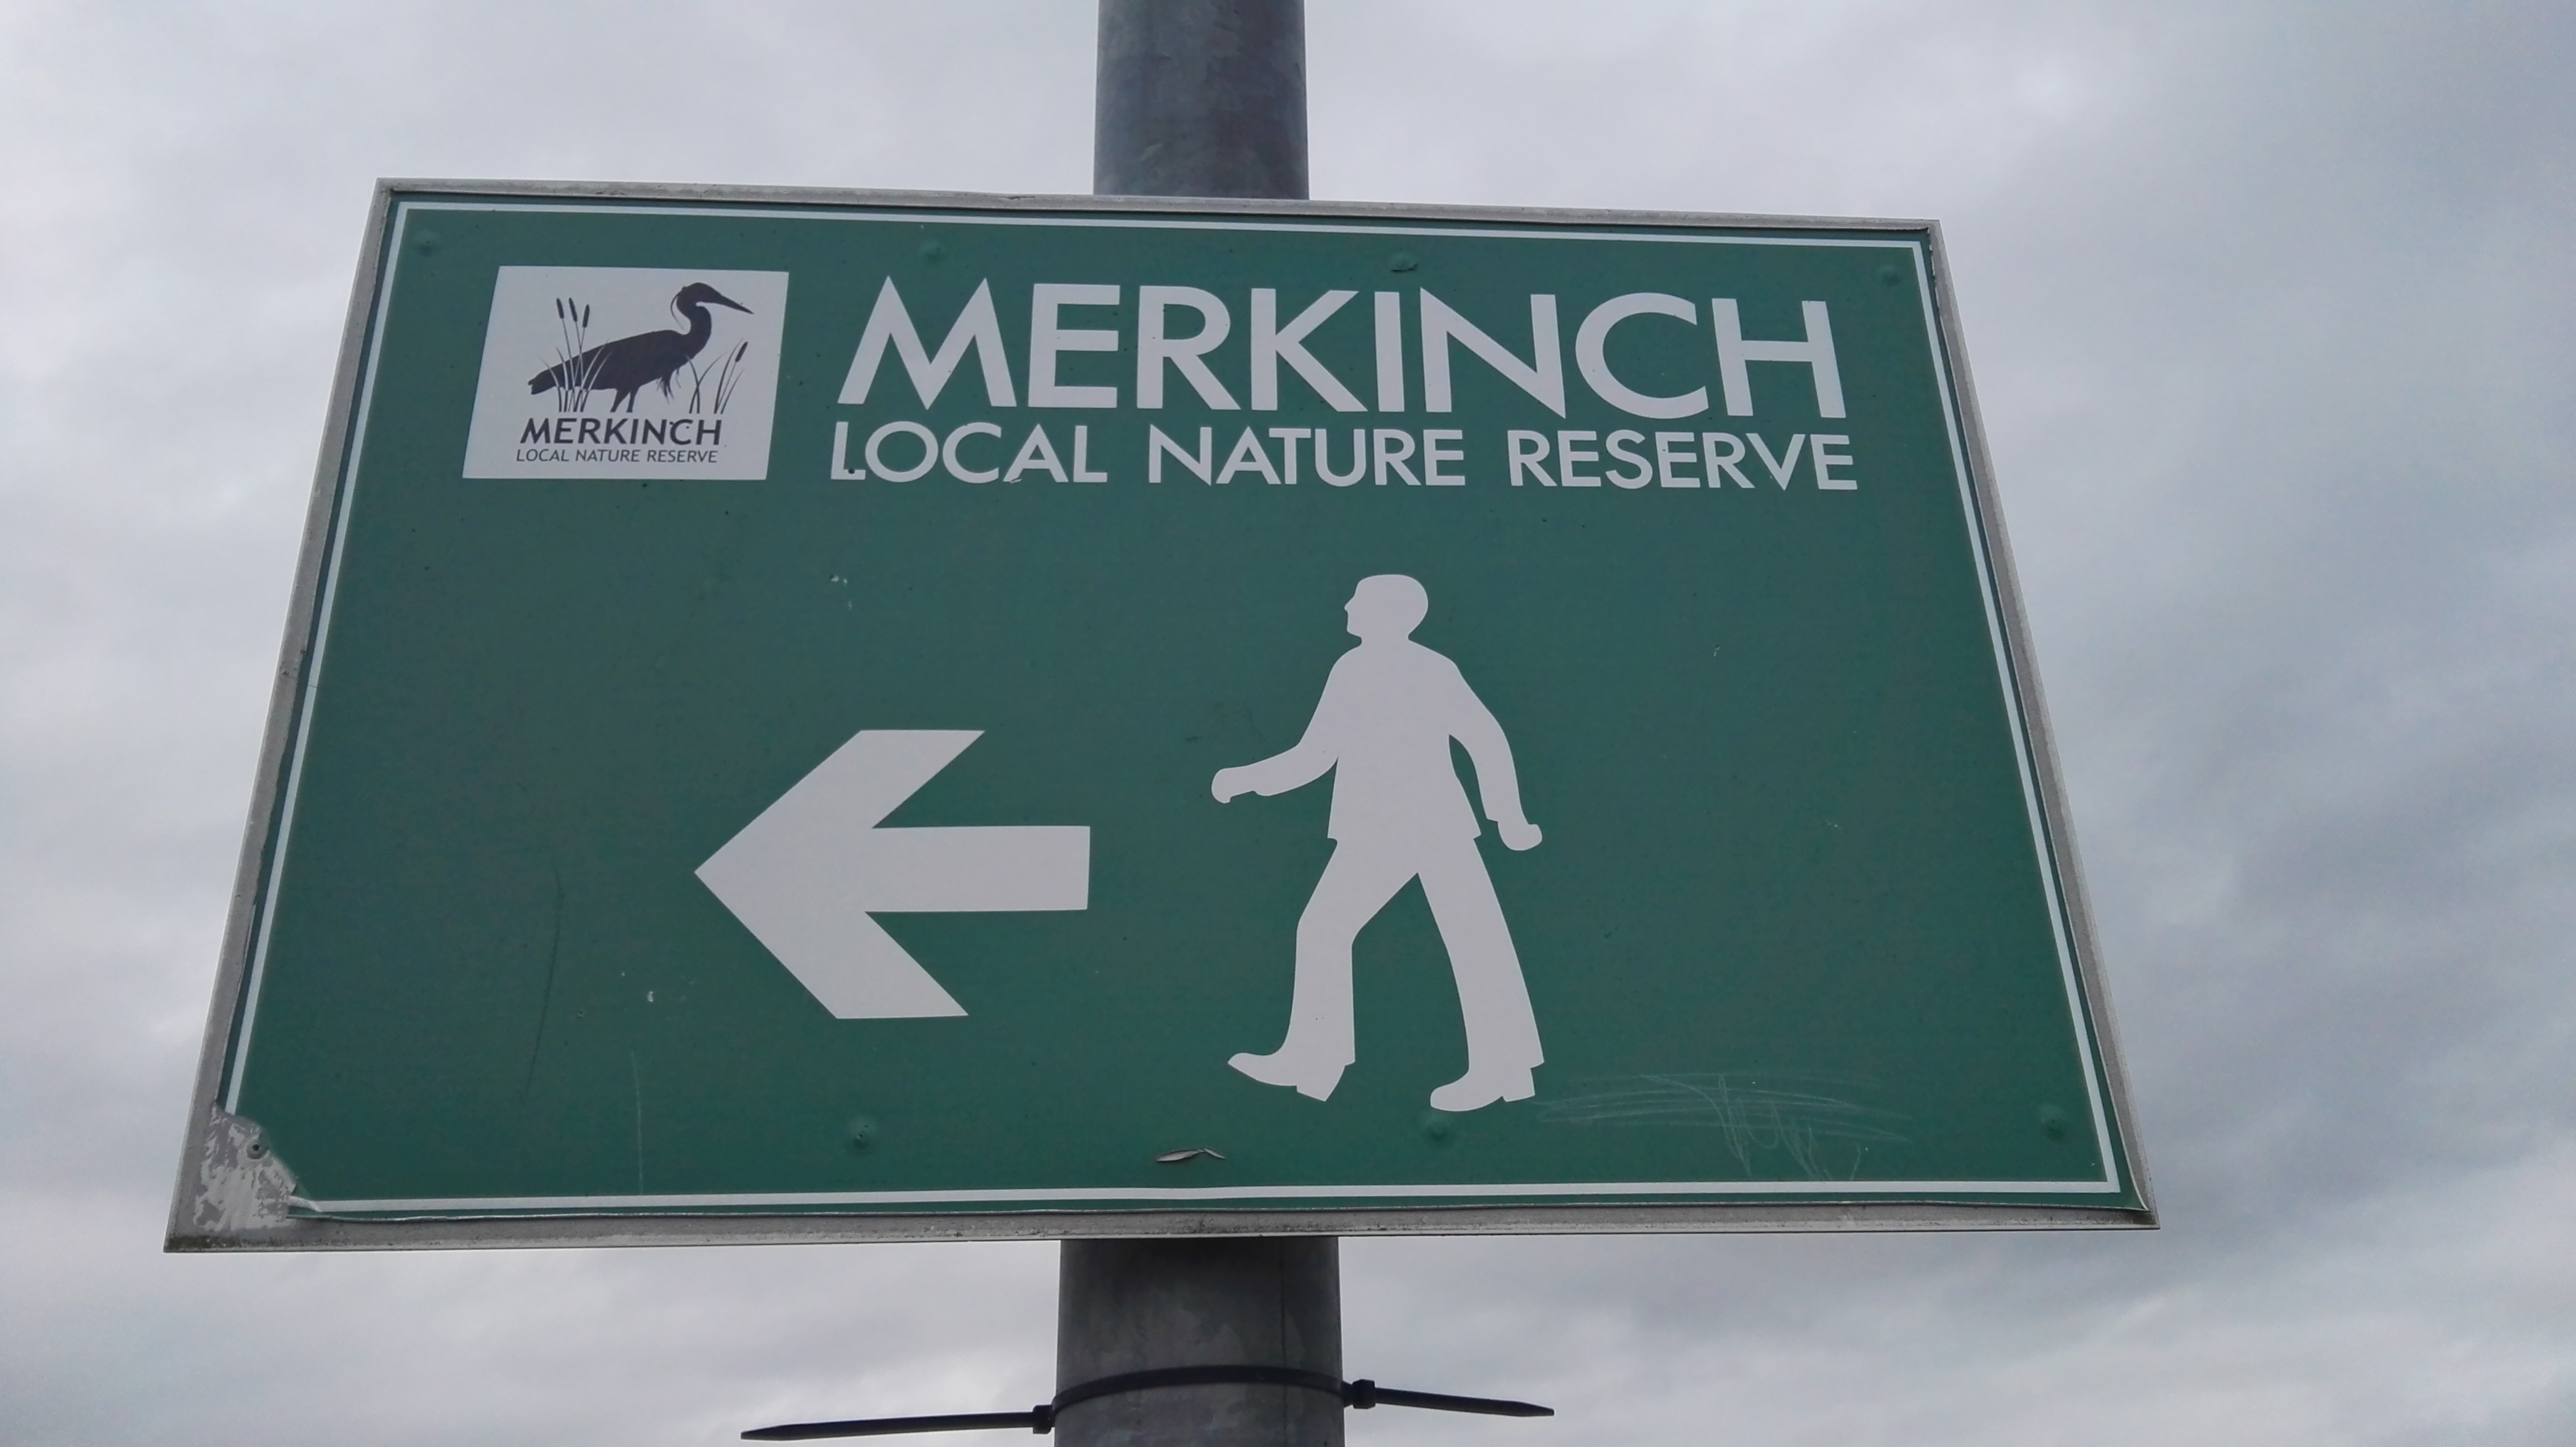 MERKINCH
LOCAL NATURE RESERVE
MERKINCH
LOCAL NATURE RESERVE